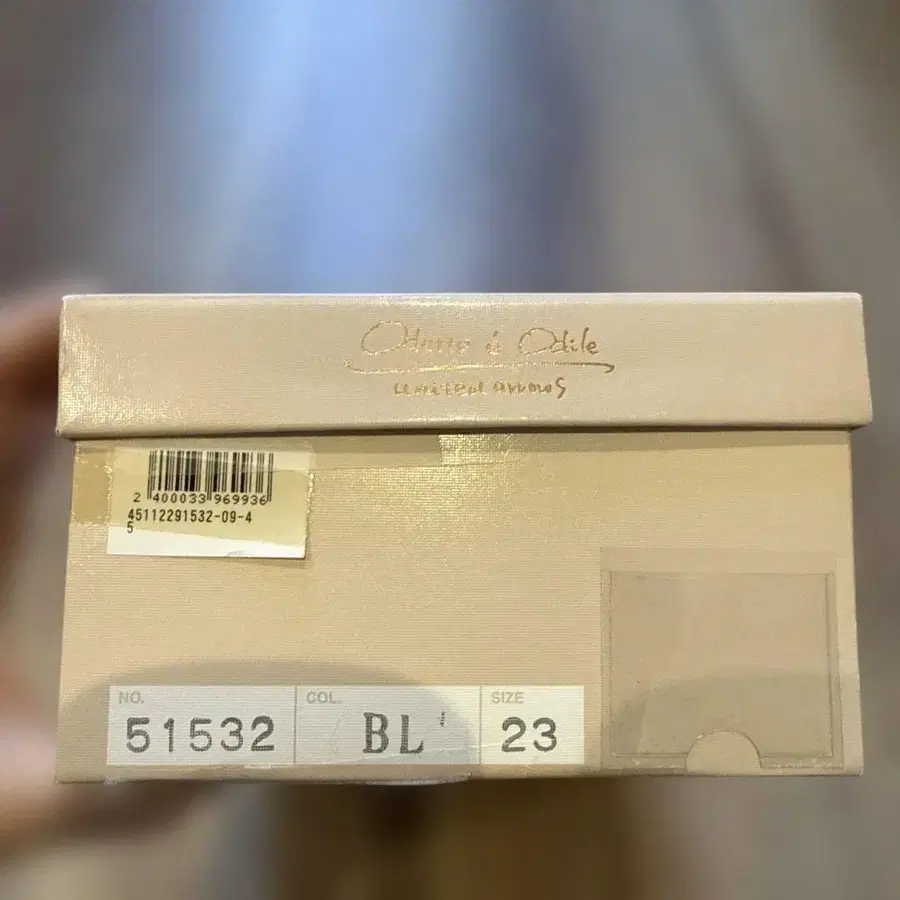 Odette é Odile
united arrows
2 400033 969936
45112291532-09-4
5
NO. COL. SIZE
51532 BL 23